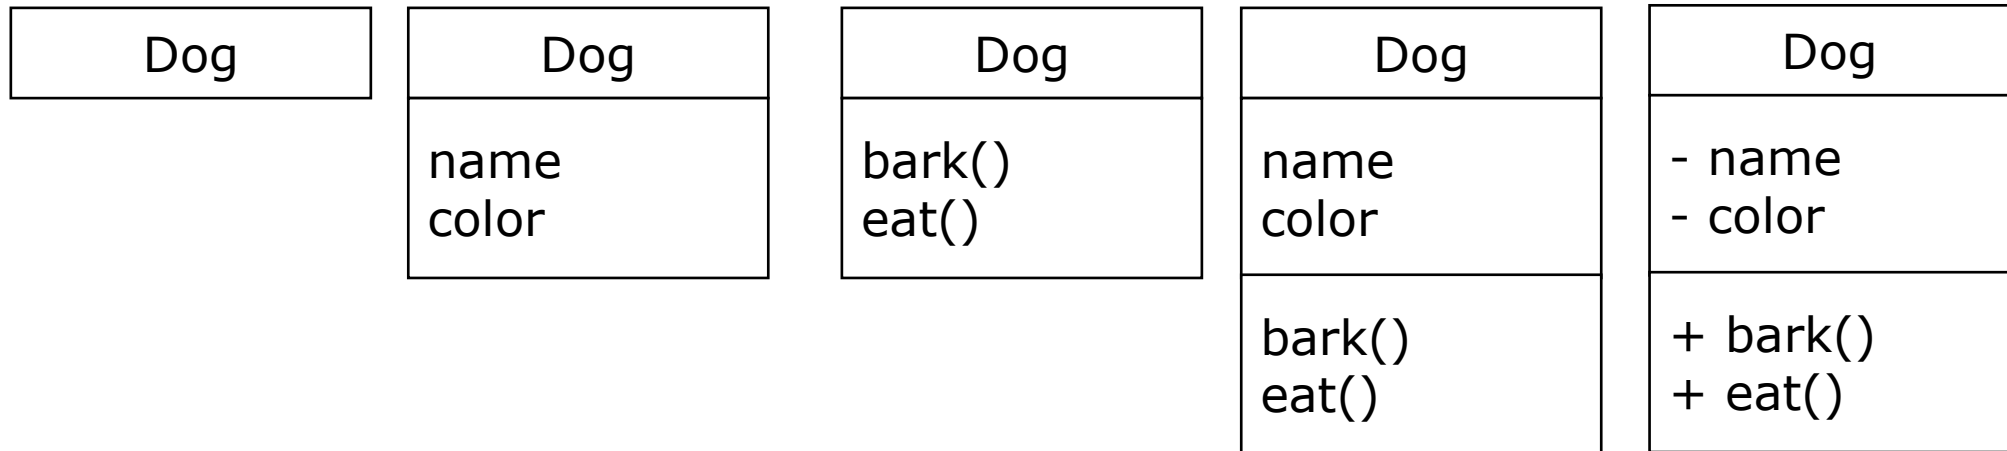 Dog
Dog
name
color
Dog
bark()
eat()
Dog
name
color
bark()
eat()
Dog
- name
- color
+ bark()
+ eat()